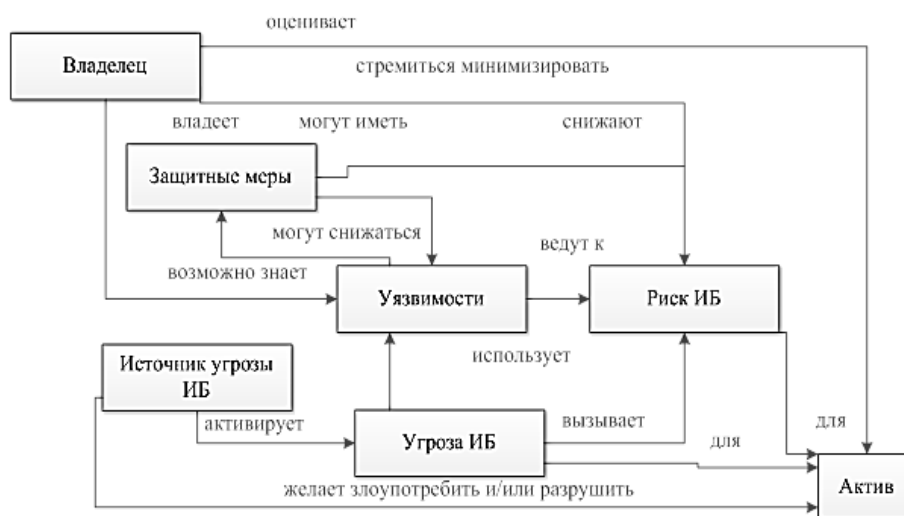 оценивает
Владелец
стремиться минимизировать
владеет
могут иметь
снижают
Защитные меры
могут снижаться
ведут к
возможно знает
Уязвимости
Риск ИБ
использует
Источник угрозы
ИБ
активирует
Угроза ИБ
вызывает
для
для
желает злоупотребить и/или разрушить
Актив